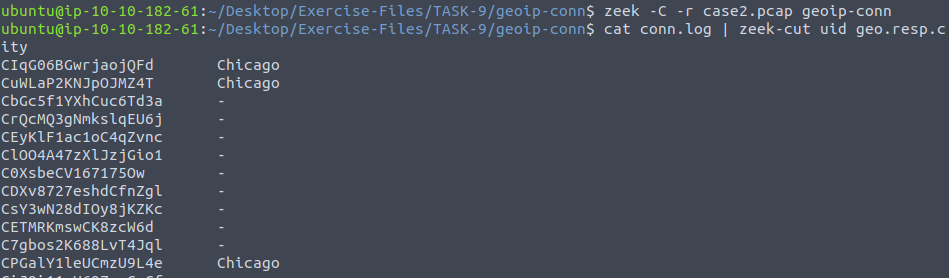 ubuntu@ip-10-10-182-61:~/Desktop/Exercise-Files/TASK-9/geoip-conn$ zeek -C -r case2.pcap geoip-conn
ubuntu@ip-10-10-182-61:~/Desktop/Exercise-Files/TASK-9/geoip-conn$ cat conn.log | zeek-cut uid geo.resp.c
ity
CIqG06BGwrjaojQFd Chicago
CuWLaP2KNJpOJMZ4T Chicago
CbGc5f1YXhCuc6Td3a -
CrQcMQ3gNmkslqEU6j -
CEyKlF1ac1oC4qZvnc -
ClOO4A47zXlJzjGio1 -
C0XsbeCV167175Ow -
CDXv8727eshdCfnZgl -
CsY3wN28dIOy8jKZKc -
CETMRKmswCK8zcW6d -
C7gbos2K688LvT4Jql -
CPGalY1leUCmzU9L4e Chicago